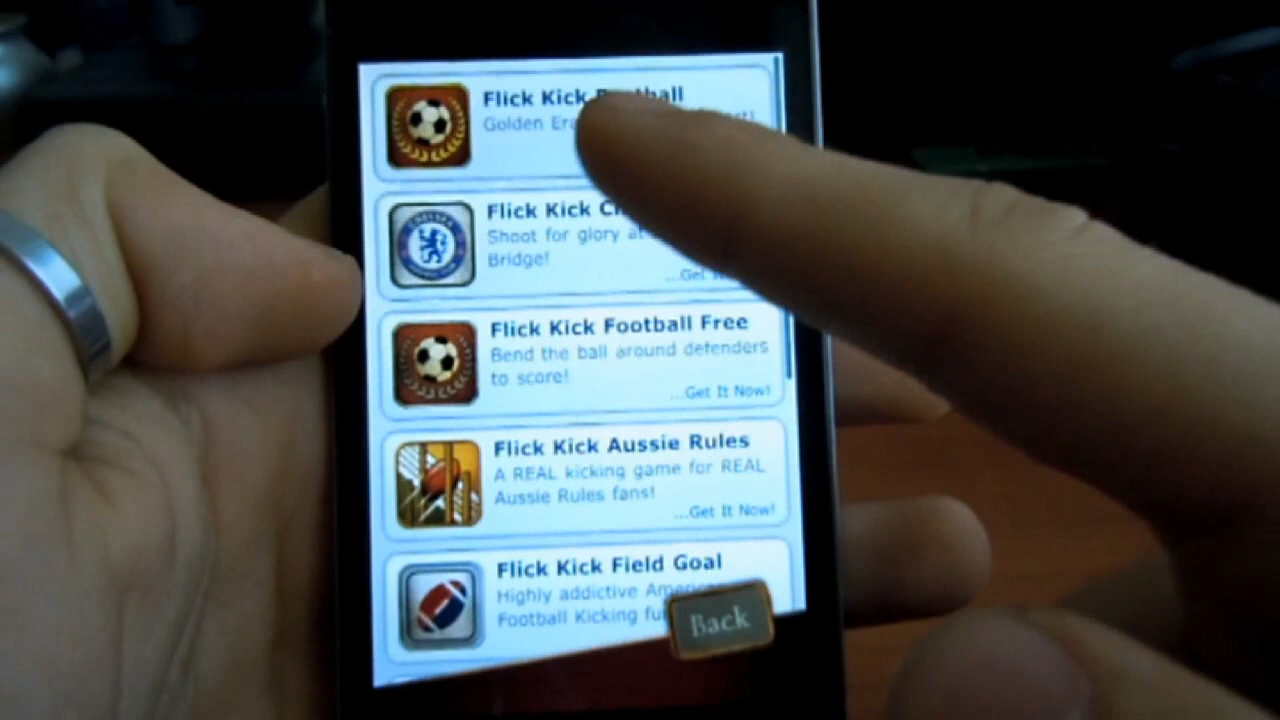 Flick Kick Football
Golden Era
Flick Kick
Shoot for glory at
Bridge!
...Get
Flick Kick Football Free
Bend the ball around defenders
to score!
...Get It Now!
Flick Kick Aussie Rules
A REAL kicking game for REAL
Aussie Rules fans!
...Get It Now!
Flick Kick Field Goal
Highly addictive
Football Kicking
Back